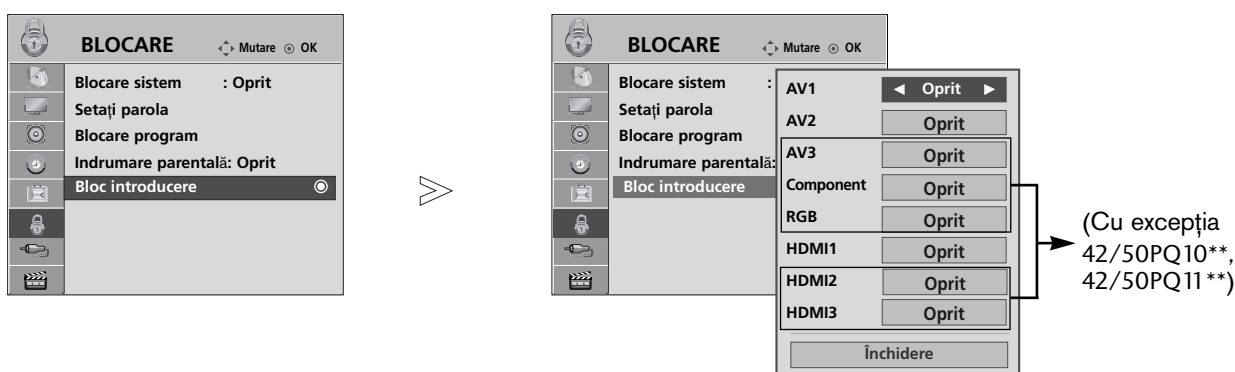 BLOCARE Mutare OK
Blocare sistem : Oprit
Setați parola
Blocare program
Indrumare parentală: Oprit
Bloc introducere
BLOCARE Mutare OK
Blocare sistem :
Setați parola
Blocare program
Indrumare parentală:
Bloc introducere
AV1 ◄ Oprit ►
AV2 Oprit
AV3 Oprit
Component Oprit
RGB Oprit
HDMI1 Oprit
HDMI2 Oprit
HDMI3 Oprit
Închidere
(Cu excepția
42/50PQ10**,
42/50PQ11**)